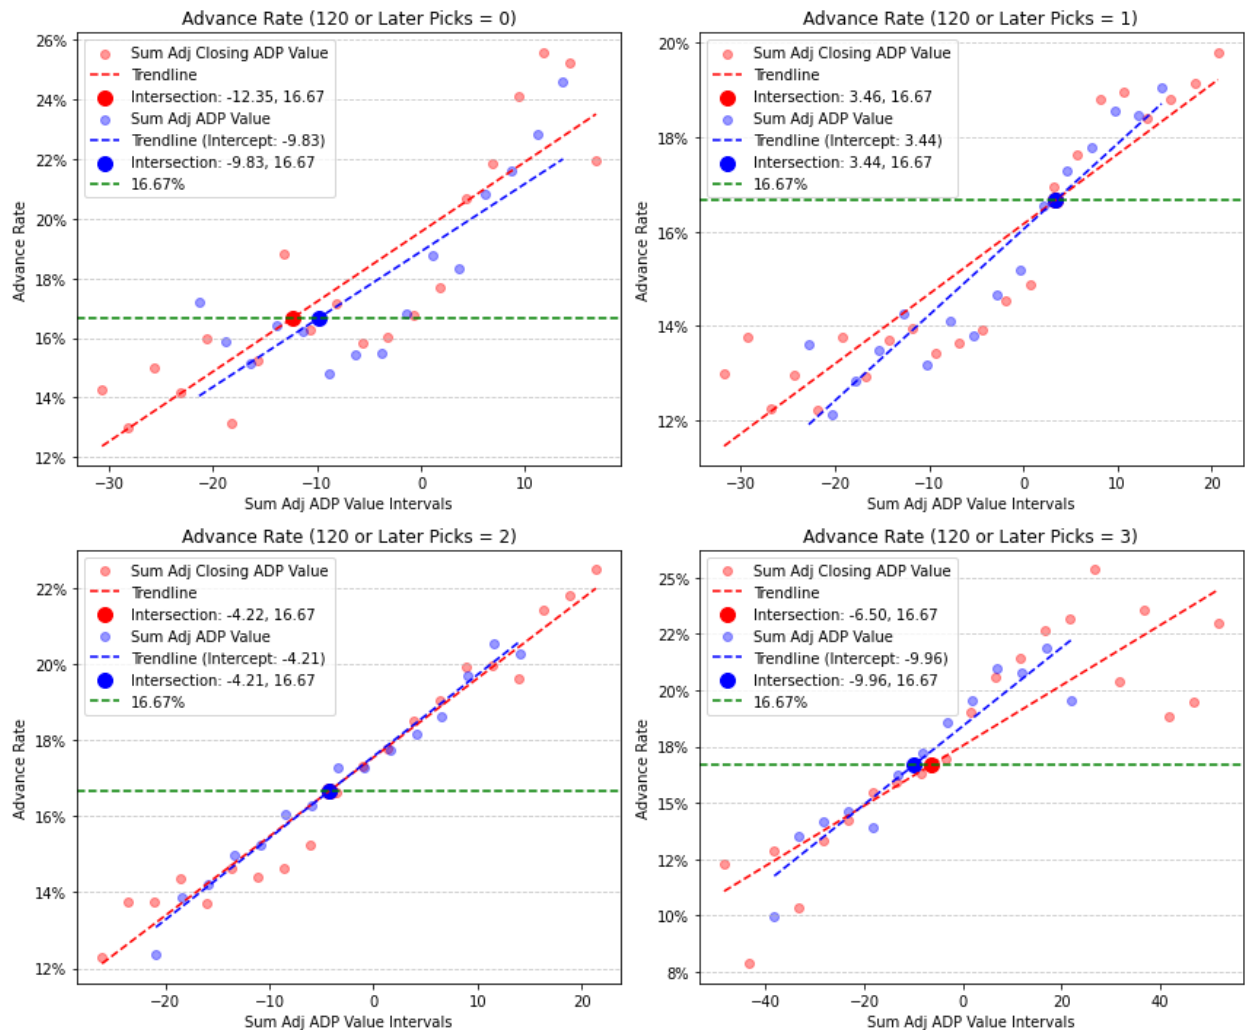 Advance Rate (120 or Later Picks = 0)
26%
24%
22%
20%
18%
16%
14%
12%
Advance Rate
Sum Adj Closing ADP Value
Trendline
Intersection: -12.35, 16.67
Sum Adj ADP Value
Trendline (Intercept: -9.83)
Intersection: -9.83, 16.67
16.67%
−30 −20 −10 0 10
Sum Adj ADP Value Intervals
Advance Rate (120 or Later Picks = 1)
20%
18%
16%
14%
12%
Advance Rate
Sum Adj Closing ADP Value
Trendline
Intersection: 3.46, 16.67
Sum Adj ADP Value
Trendline (Intercept: 3.44)
Intersection: 3.44, 16.67
16.67%
−30 −20 −10 0 10 20
Sum Adj ADP Value Intervals
Advance Rate (120 or Later Picks = 2)
22%
20%
18%
16%
14%
12%
Advance Rate
Sum Adj Closing ADP Value
Trendline
Intersection: -4.22, 16.67
Sum Adj ADP Value
Trendline (Intercept: -4.21)
Intersection: -4.21, 16.67
16.67%
−20 −10 0 10 20
Sum Adj ADP Value Intervals
Advance Rate (120 or Later Picks = 3)
25%
22%
20%
18%
15%
12%
10%
8%
Advance Rate
Sum Adj Closing ADP Value
Trendline
Intersection: -6.50, 16.67
Sum Adj ADP Value
Trendline (Intercept: -9.96)
Intersection: -9.96, 16.67
16.67%
−40 −20 0 20 40
Sum Adj ADP Value Intervals